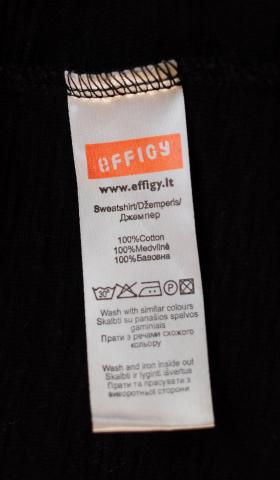 eFFIGY
www.effigy.lt
Sweatshirt/Džemperis/
Джемпер
100%Cotton
100%Medvilnė
100%Базовна
30°
Wash with similar colours
Skalbti su panašios spalvos
gaminiais
Прати з речами схожого
кольору
Wash and iron inside out
Skalbti ir lyginti išvertus
Прати та прасувати з
виворотньої сторони